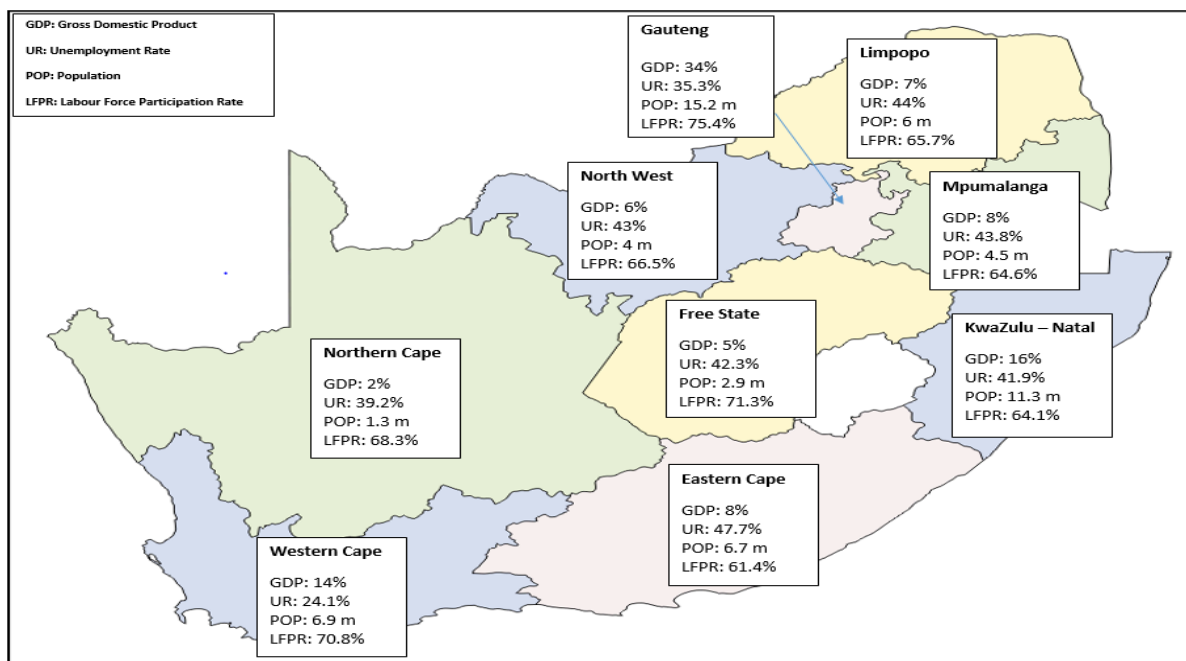 GDP: Gross Domestic Product
UR: Unemployment Rate
POP: Population
LFPR: Labour Force Participation Rate
Gauteng
GDP: 34%
UR: 35.3%
POP: 15.2 m
LFPR: 75.4%
Limpopo
GDP: 7%
UR: 44%
POP: 6 m
LFPR: 65.7%
North West
GDP: 6%
UR: 43%
POP: 4 m
LFPR: 66.5%
Mpumalanga
GDP: 8%
UR: 43.8%
POP: 4.5 m
LFPR: 64.6%
Free State
GDP: 5%
UR: 42.3%
POP: 2.9 m
LFPR: 71.3%
KwaZulu – Natal
GDP: 16%
UR: 41.9%
POP: 11.3 m
LFPR: 64.1%
Northern Cape
GDP: 2%
UR: 39.2%
POP: 1.3 m
LFPR: 68.3%
Eastern Cape
GDP: 8%
UR: 47.7%
POP: 6.7 m
LFPR: 61.4%
Western Cape
GDP: 14%
UR: 24.1%
POP: 6.9 m
LFPR: 70.8%